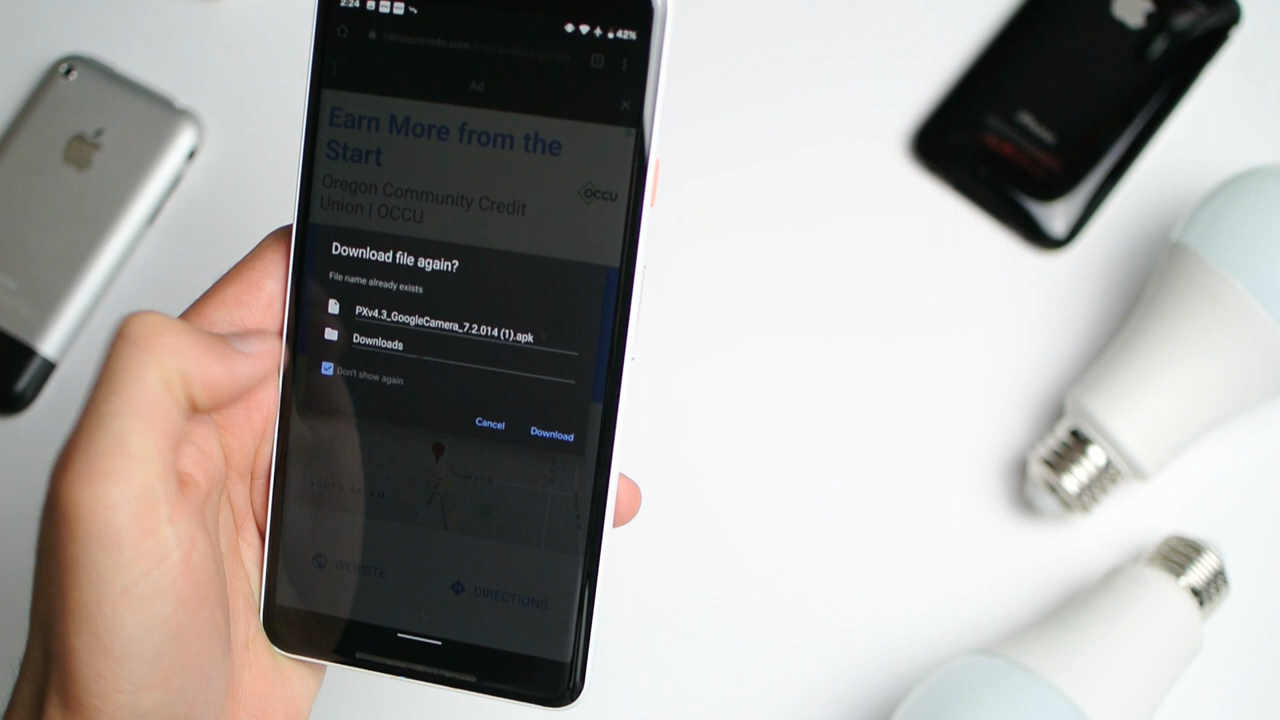 2:24
42%
Ad
Earn More from the
Start
Oregon Community Credit
Union | OCCU
OCCU
Download file again?
File name already exists
PXv4.3_GoogleCamera_7.2.014 (1).apk
Downloads
Don't show again
Cancel
Download
WEBSITE
DIRECTIONS
iPhone